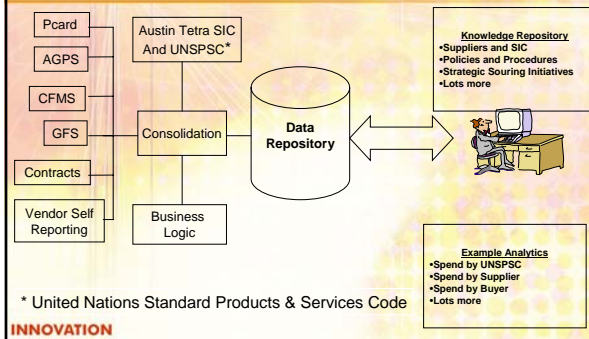 Pcard
AGPS
CFMS
GFS
Contracts
Vendor Self
Reporting
Austin Tetra SIC
And UNSPSC*
Consolidation
Business
Logic
Data
Repository
Knowledge Repository
•Suppliers and SIC
•Policies and Procedures
•Strategic Souring Initiatives
•Lots more
Example Analytics
•Spend by UNSPSC
•Spend by Supplier
•Spend by Buyer
•Lots more
* United Nations Standard Products & Services Code
INNOVATION